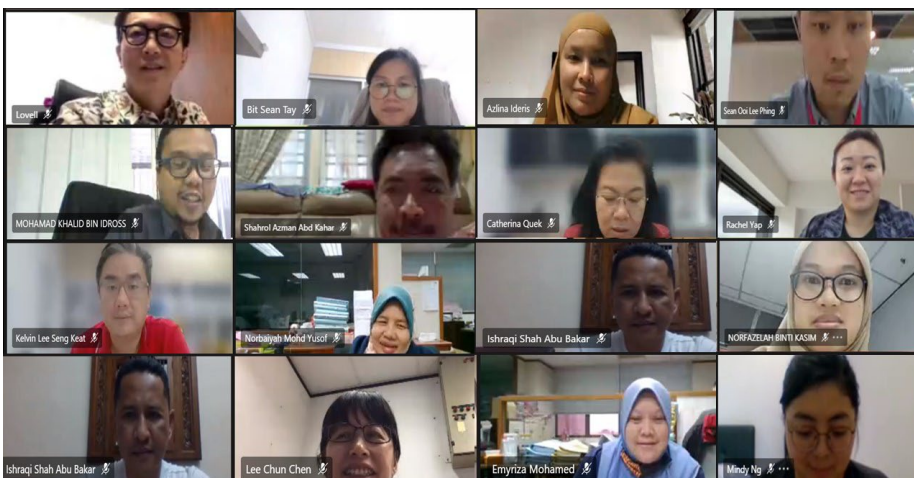 Lovell
Bit Sean Tay
Azlina Ideris
Sean Ooi Lee Phing
MOHAMAD KHALID BIN IDROSS
Shahrol Azman Abd Kahar
Catherina Quek
Rachel Yap
Kelvin Lee Seng Keat
Norbaiyah Mohd Yusof
Ishraqi Shah Abu Bakar
NORFAZELAH BINTI KASIM
Ishraqi Shah Abu Bakar
Lee Chun Chen
Emyriza Mohamed
Mindy Ng